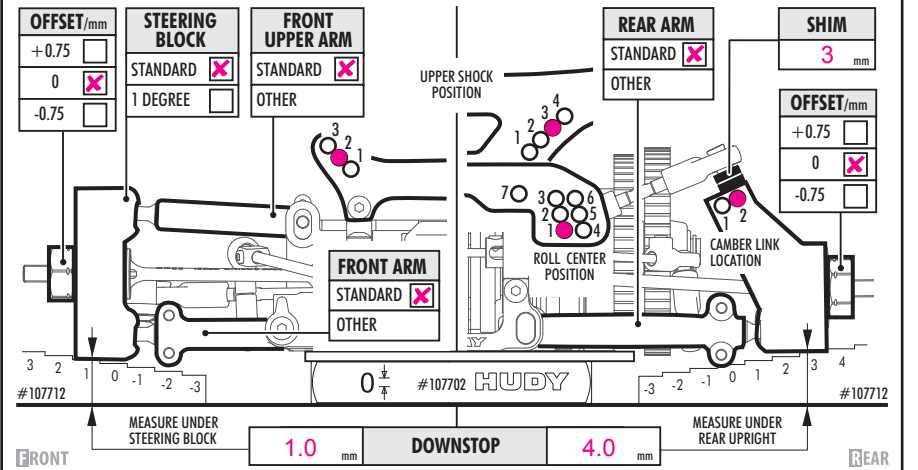 OFFSET/mm
+0.75
0
-0.75
STEERING
BLOCK
STANDARD
1 DEGREE
FRONT
UPPER ARM
STANDARD
OTHER
UPPER SHOCK
POSITION
REAR ARM
STANDARD
OTHER
SHIM
3 mm
OFFSET/mm
+0.75
0
-0.75
3
2
1
4
3
2
1
7
3 6
2 5
1 4
ROLL CENTER
POSITION
1 2
CAMBER LINK
LOCATION
FRONT ARM
STANDARD
OTHER
3 2 1 0 -1 -2 -3
#107712
0 #107702 HUDY
-3 -2 -1 0 1 2 3 4
#107712
MEASURE UNDER
STEERING BLOCK
MEASURE UNDER
REAR UPRIGHT
1.0 mm DOWNSTOP 4.0 mm
FRONT
REAR